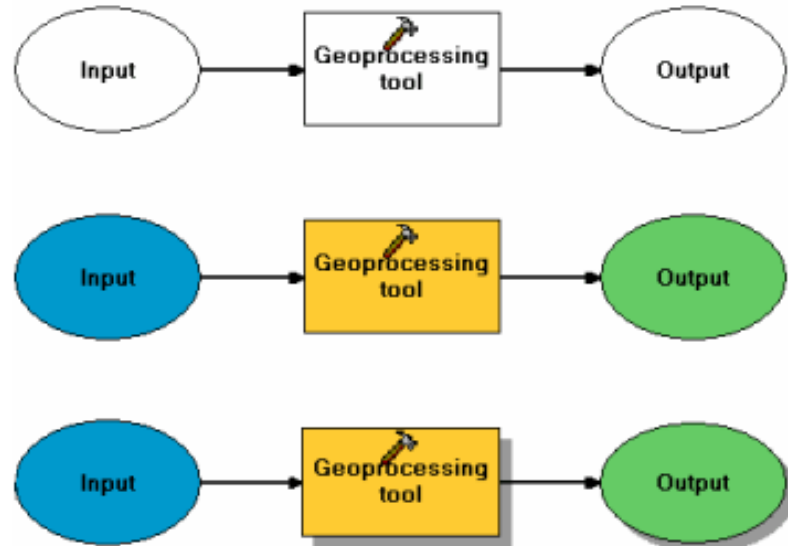 Input
Geoprocessing
tool
Output
Input
Geoprocessing
tool
Output
Input
Geoprocessing
tool
Output